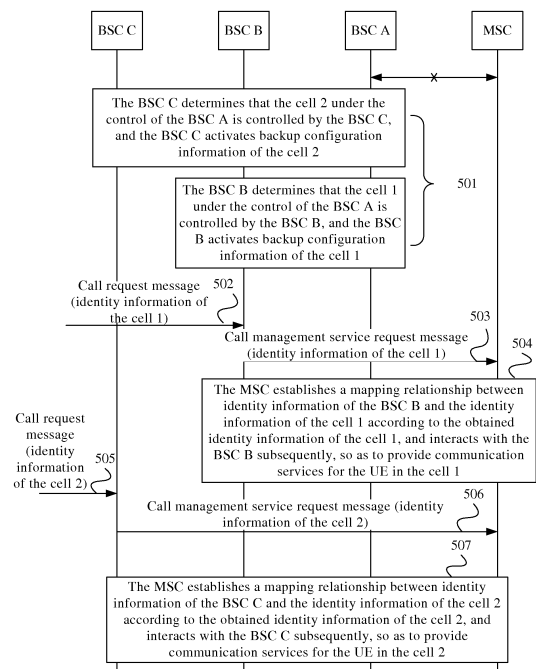 BSC C
BSC B
BSC A
MSC
The BSC C determines that the cell 2 under the
control of the BSC A is controlled by the BSC C,
and the BSC C activates backup configuration
information of the cell 2
501
The BSC B determines that the cell 1
under the control of the BSC A is
controlled by the BSC B, and the BSC
B activates backup configuration
information of the cell 1
Call request message
(identity information of
the cell 1)
502
503
Call management service request message
(identity information of the cell 1)
504
The MSC establishes a mapping relationship between
identity information of the BSC B and the identity
information of the cell 1 according to the obtained
identity information of the cell 1, and interacts with the
BSC B subsequently, so as to provide communication
services for the UE in the cell 1
Call request
message
(identity
information
of the cell 2)
505
Call management service request message (identity
information of the cell 2)
506
507
The MSC establishes a mapping relationship between identity
information of the BSC C and the identity information of the cell 2
according to the obtained identity information of the cell 2, and
interacts with the BSC C subsequently, so as to provide
communication services for the UE in the cell 2